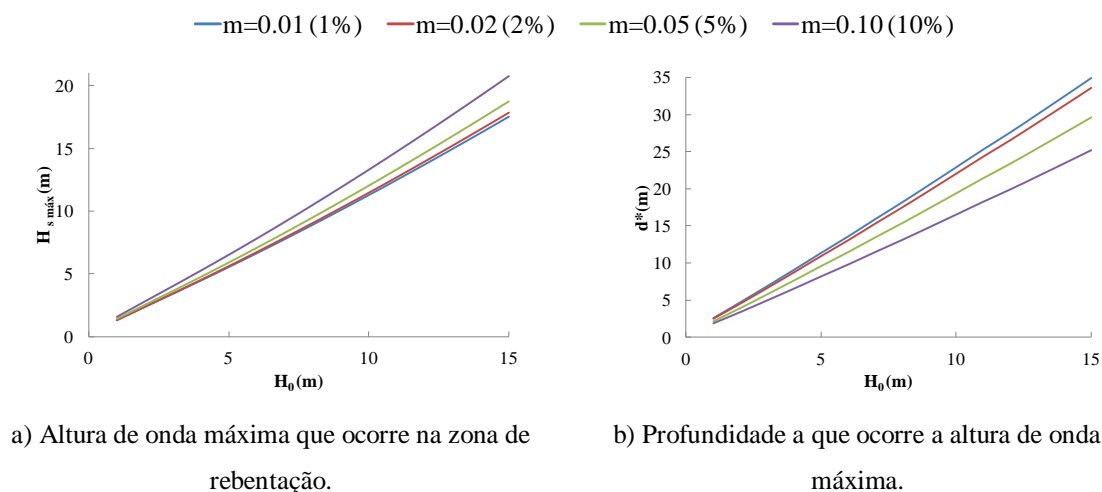 m=0.01 (1%) m=0.02 (2%) m=0.05 (5%) m=0.10 (10%)
20
15
10
5
0
0 5 10 15
H s máx (m)
H0 (m)
35
30
25
20
15
10
5
0
0 5 10 15
d* (m)
H0 (m)
a) Altura de onda máxima que ocorre na zona de
rebentação.
b) Profundidade a que ocorre a altura de onda
máxima.